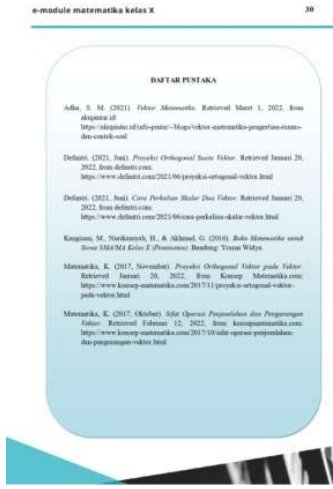 e-module matematika kelas X
30
DAFTAR PUSTAKA
Adha, S. M. (2021). Vektor Matematika. Retrieved Maret 1, 2022, from
akupintar.id:
https://akupintar.id/info-pintar/-/blogs/vektor-matematika-pengertian-rumus-
dan-contoh-soal
Defantri. (2021, Juni). Proyeksi Orthogonal Suatu Vektor. Retrieved Januari 20,
2022, from defantri.com:
https://www.defantri.com/2021/06/proyeksi-ortogonal-vektor.html
Defantri. (2021, Juni). Cara Perkalian Skalar Dua Vektor. Retrieved Januari 20,
2022, from defantri.com:
https://www.defantri.com/2021/06/cara-perkalian-skalar-vektor.html
Kanginan, M., Nurdiansyah, H., & Akhmad, G. (2016). Buku Matematika untuk
Siswa SMA/MA Kelas X (Peminatan). Bandung: Yrama Widya.
Matematika, K. (2017, November). Proyeksi Orthogonal Vektor pada Vektor.
Retrieved Januari 20, 2022, from Konsep Matematika.com:
https://www.konsep-matematika.com/2017/11/proyeksi-ortogonal-vektor-
pada-vektor.html
Matematika, K. (2017, Oktober). Sifat Operasi Penjumlahan dan Pengurangan
Vektor. Retrieved Februari 12, 2022, from konsepmatematika.com:
https://www.konsep-matematika.com/2017/10/sifat-operasi-penjumlahan-
dan-pengurangan-vektor.html